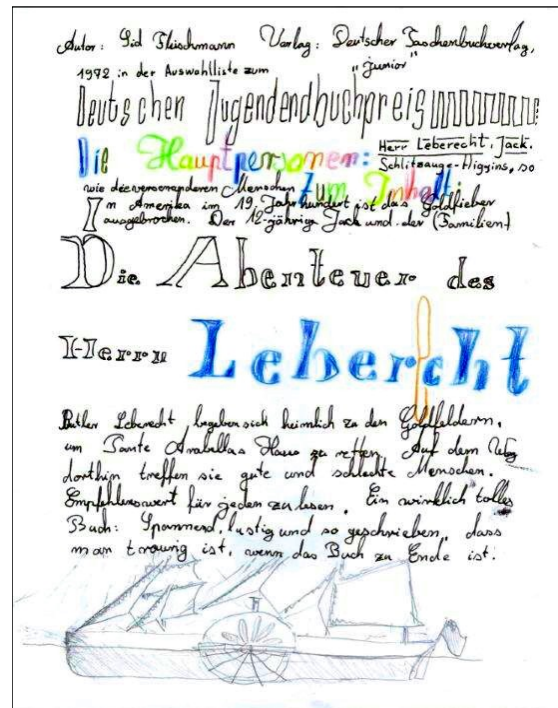 Autor: Sid Fleischmann Verlag: Deutscher Taschenbuchverlag,
1972 in der Auswahlliste zum "junior"
Deutschen Jugendendbuchpreis
Die Hauptpersonen: Herr Leberecht, Jack.
Schlitzauge-Higgins, so
wie andere Menschen Zum Inhalt:
In Amerika im 19. Jahrhundert ist das Goldfieber
ausgebrochen. Der 12-jährige Jack und der (Familien)
Die Abenteuer des
Herrn Lebercht
Butler Leberecht begeben sich heimlich zu den Goldfeldern,
um Tante Arabellas Haus zu retten. Auf dem Weg
dorthin treffen sie gute und schlechte Menschen.
Empfehlenswert für jeden zu lesen. Ein wirklich tolles
Buch: Spannend, lustig und so geschrieben, dass
man traurig ist, wenn das Buch zu Ende ist.